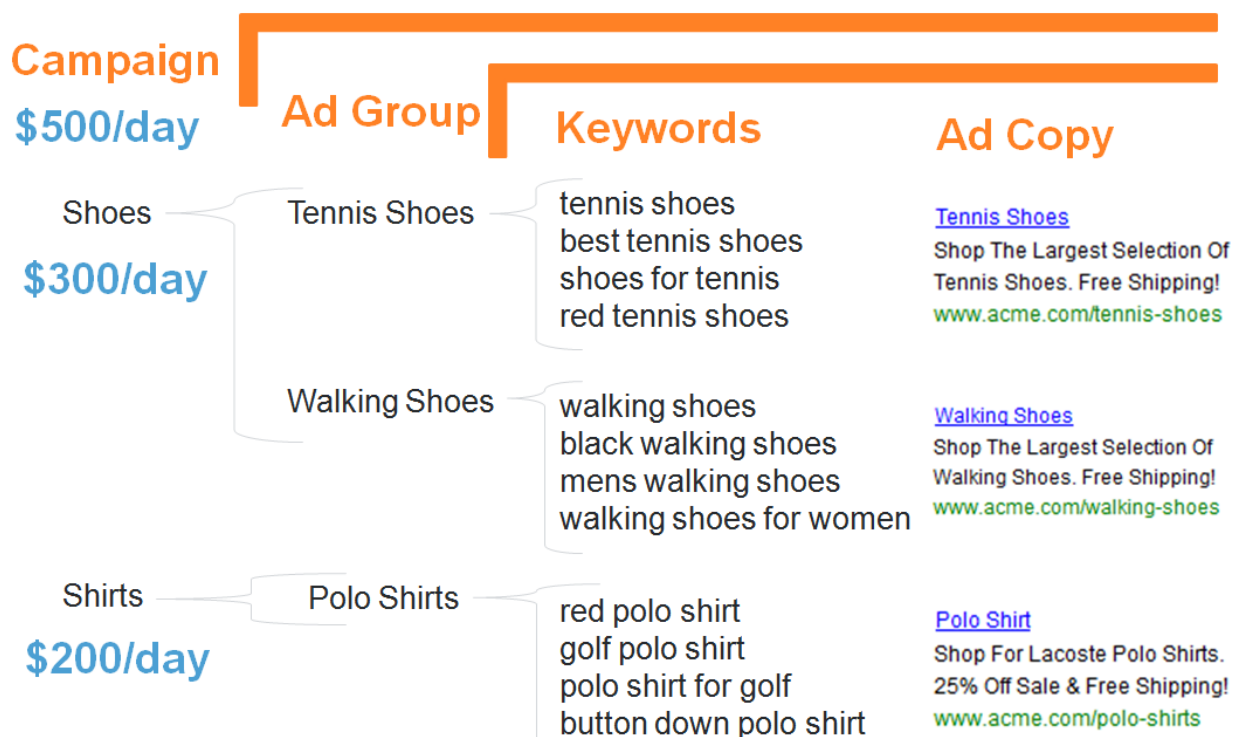 Campaign
$500/day
Ad Group
Keywords
Ad Copy
Shoes
$300/day
Tennis Shoes
tennis shoes
best tennis shoes
shoes for tennis
red tennis shoes
Tennis Shoes
Shop The Largest Selection Of
Tennis Shoes. Free Shipping!
www.acme.com/tennis-shoes
Walking Shoes
walking shoes
black walking shoes
mens walking shoes
walking shoes for women
Walking Shoes
Shop The Largest Selection Of
Walking Shoes. Free Shipping!
www.acme.com/walking-shoes
Shirts
$200/day
Polo Shirts
red polo shirt
golf polo shirt
polo shirt for golf
button down polo shirt
Polo Shirt
Shop For Lacoste Polo Shirts.
25% Off Sale & Free Shipping!
www.acme.com/polo-shirts